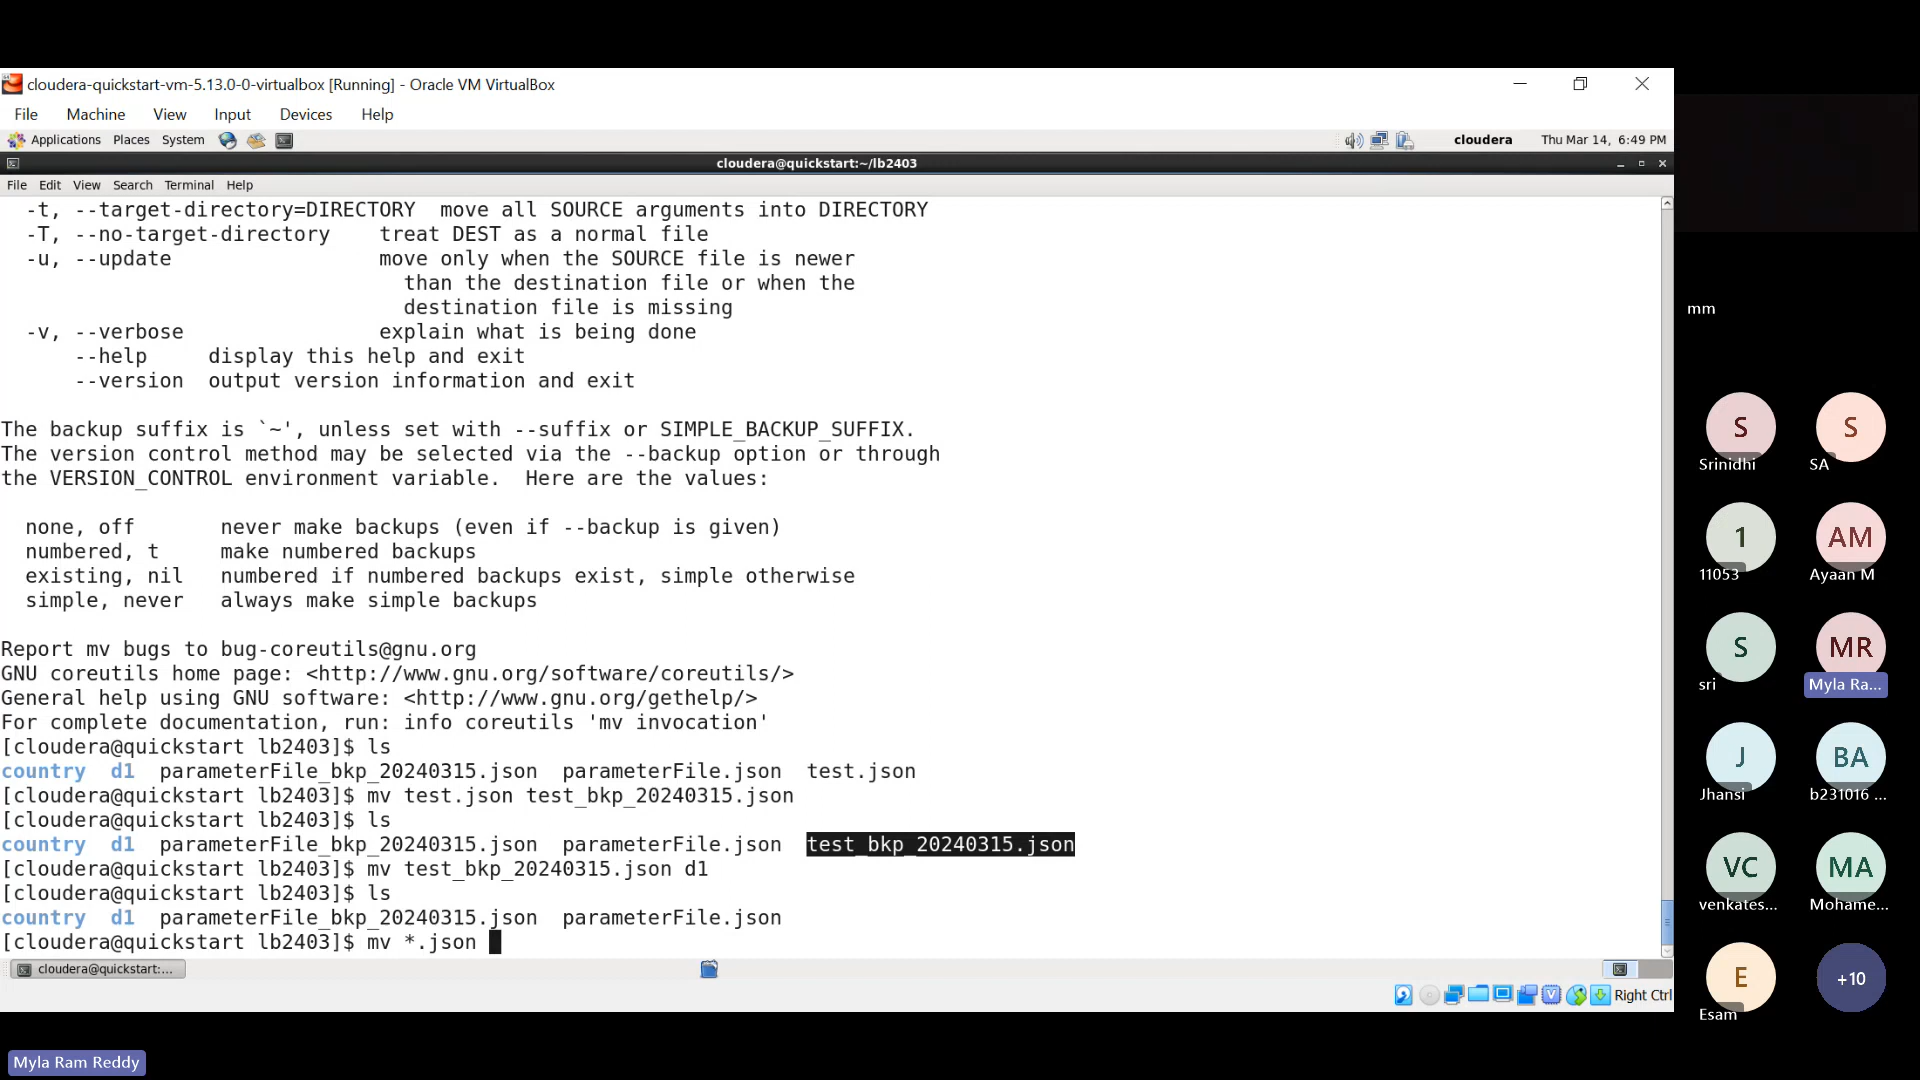 cloudera-quickstart-vm-5.13.0-0-virtualbox [Running] - Oracle VM VirtualBox
File Machine View Input Devices Help
Applications Places System cloudera Thu Mar 14, 6:49 PM
cloudera@quickstart:~/lb2403
File Edit View Search Terminal Help
-t, --target-directory=DIRECTORY  move all SOURCE arguments into DIRECTORY
-T, --no-target-directory    treat DEST as a normal file
-u, --update                 move only when the SOURCE file is newer
than the destination file or when the
destination file is missing
-v, --verbose                explain what is being done
--help     display this help and exit
--version  output version information and exit
The backup suffix is `~', unless set with --suffix or SIMPLE_BACKUP_SUFFIX.
The version control method may be selected via the --backup option or through
the VERSION_CONTROL environment variable.  Here are the values:
none, off       never make backups (even if --backup is given)
numbered, t     make numbered backups
existing, nil   numbered if numbered backups exist, simple otherwise
simple, never   always make simple backups
Report mv bugs to bug-coreutils@gnu.org
GNU coreutils home page: <http://www.gnu.org/software/coreutils/>
General help using GNU software: <http://www.gnu.org/gethelp/>
For complete documentation, run: info coreutils 'mv invocation'
[cloudera@quickstart lb2403]$ ls
country  d1  parameterFile_bkp_20240315.json  parameterFile.json  test.json
[cloudera@quickstart lb2403]$ mv test.json test_bkp_20240315.json
[cloudera@quickstart lb2403]$ ls
country  d1  parameterFile_bkp_20240315.json  parameterFile.json  test_bkp_20240315.json
[cloudera@quickstart lb2403]$ mv test_bkp_20240315.json d1
[cloudera@quickstart lb2403]$ ls
country  d1  parameterFile_bkp_20240315.json  parameterFile.json
[cloudera@quickstart lb2403]$ mv *.json
cloudera@quickstart:...
Right Ctrl
mm
S S
Srinidhi SA
1 AM
11053 Ayaan M
S MR
sri Myla Ra...
J BA
Jhansi b231016 ...
VC MA
venkates... Mohame...
E +10
Esam
Myla Ram Reddy